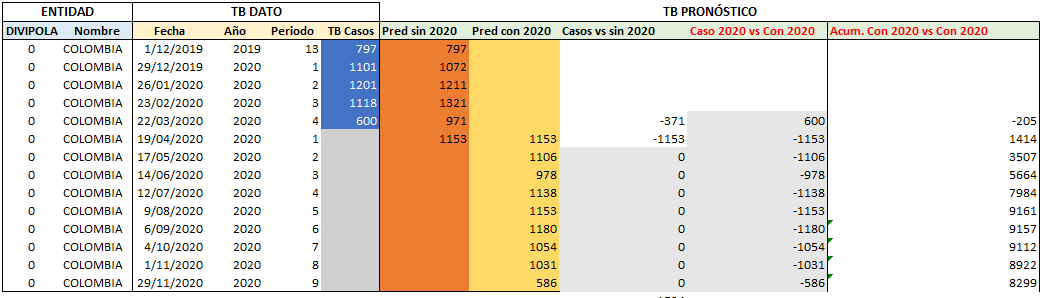 ENTIDAD TB DATO TB PRONÓSTICO
DIVIPOLA Nombre Fecha Año Periodo TB Casos Pred sin 2020 Pred con 2020 Casos vs sin 2020 Caso 2020 vs Con 2020 Acum. Con 2020 vs Con 2020
0 COLOMBIA 1/12/2019 2019 13 797 797
0 COLOMBIA 29/12/2019 2020 1 1101 1072
0 COLOMBIA 26/01/2020 2020 2 1201 1211
0 COLOMBIA 23/02/2020 2020 3 1118 1321
0 COLOMBIA 22/03/2020 2020 4 600 971 -371 600 -205
0 COLOMBIA 19/04/2020 2020 1 1153 1153 -1153 -1153 1414
0 COLOMBIA 17/05/2020 2020 2 1106 0 -1106 3507
0 COLOMBIA 14/06/2020 2020 3 978 0 -978 5664
0 COLOMBIA 12/07/2020 2020 4 1138 0 -1138 7984
0 COLOMBIA 9/08/2020 2020 5 1153 0 -1153 9161
0 COLOMBIA 6/09/2020 2020 6 1180 0 -1180 9157
0 COLOMBIA 4/10/2020 2020 7 1054 0 -1054 9112
0 COLOMBIA 1/11/2020 2020 8 1031 0 -1031 8922
0 COLOMBIA 29/11/2020 2020 9 586 0 -586 8299